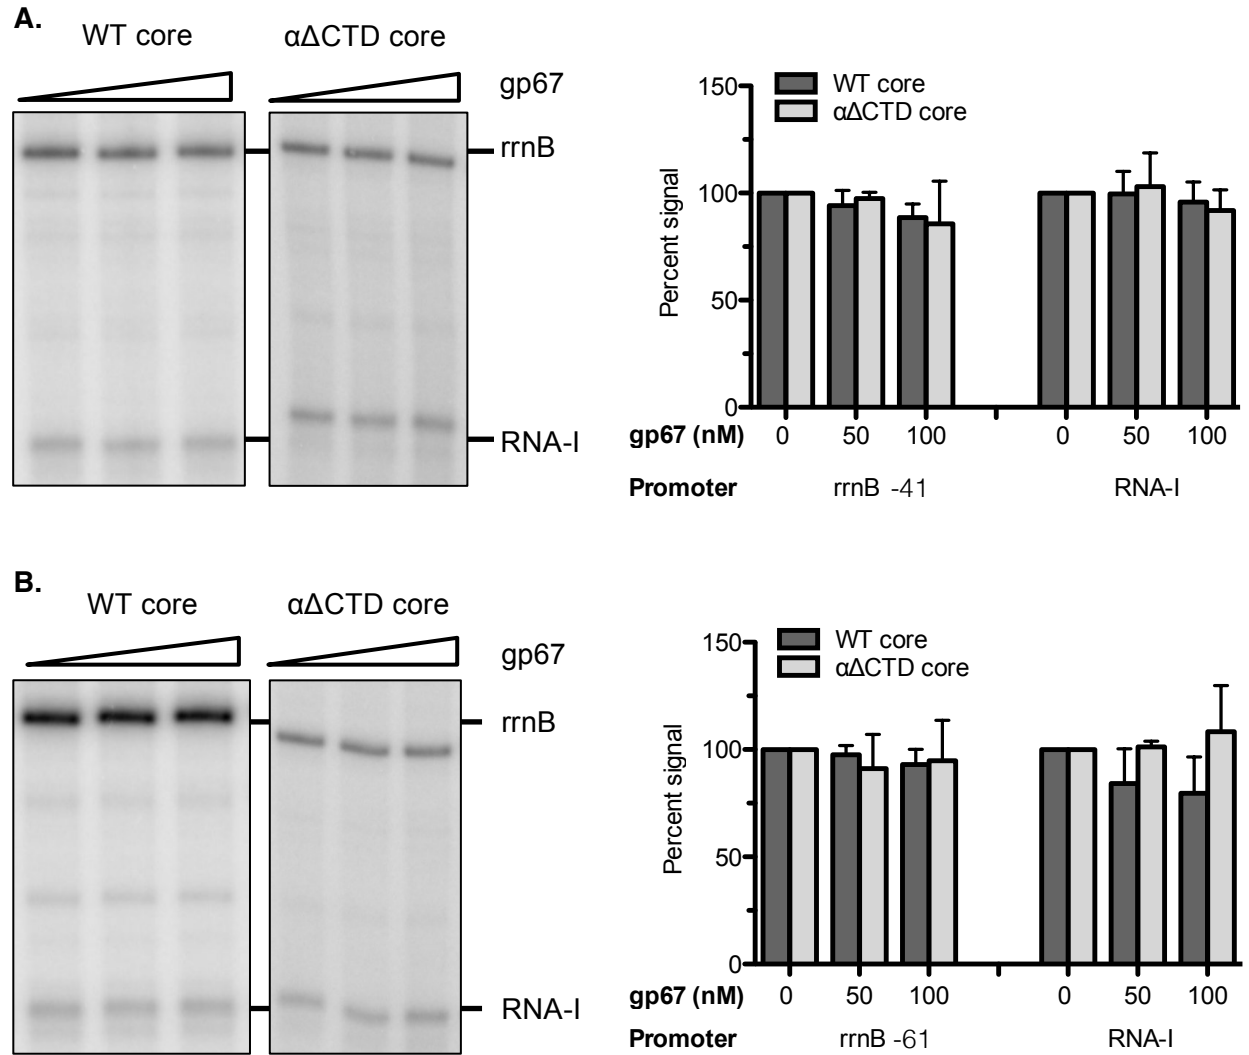 A.
WT core
αΔCTD core
gp67
rrnB
RNA-I
WT core
αΔCTD core
Percent signal
150
100
50
0
gp67 (nM) 0 50 100 0 50 100
Promoter rrnB -41 RNA-I
B.
WT core
αΔCTD core
gp67
rrnB
RNA-I
WT core
αΔCTD core
Percent signal
150
100
50
0
gp67 (nM) 0 50 100 0 50 100
Promoter rrnB -61 RNA-I